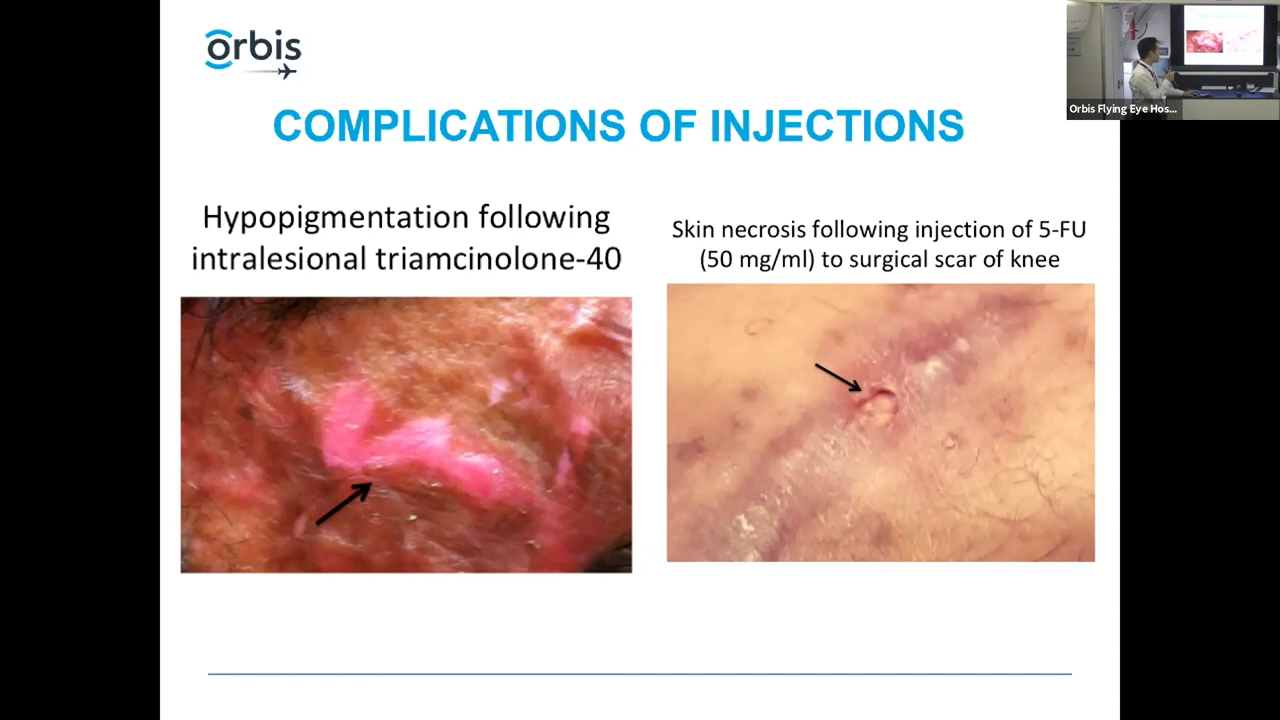 orbis
COMPLICATIONS OF INJECTIONS
Hypopigmentation following
intralesional triamcinolone-40
Skin necrosis following injection of 5-FU
(50 mg/ml) to surgical scar of knee
Orbis Flying Eye Hos...